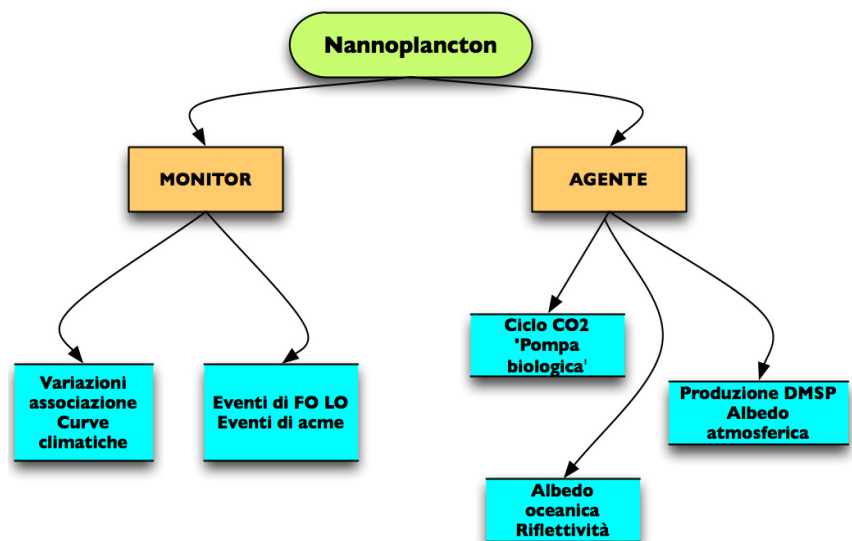 Nannoplancton
MONITOR
AGENTE
Variazioni
associazione
Curve
climatiche
Eventi di FO LO
Eventi di acme
Ciclo CO2
'Pompa
biologica'
Albedo
oceanica
Riflettività
Produzione DMSP
Albedo
atmosferica